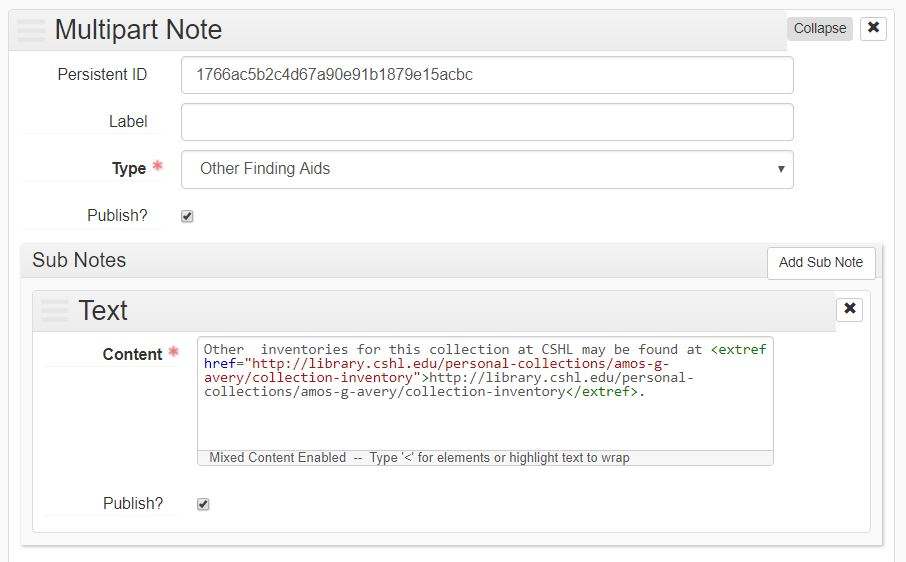 Multipart Note
Collapse ✖
Persistent ID 1766ac5b2c4d67a90e91b1879e15acbc
Label
Type * Other Finding Aids ▾
Publish?
Sub Notes
Add Sub Note
Text ✖
Content * Other  inventories for this collection at CSHL may be found at <extref
href="http://library.cshl.edu/personal-collections/amos-g-
avery/collection-inventory">http://library.cshl.edu/personal-
collections/amos-g-avery/collection-inventory</extref>.
Mixed Content Enabled -- Type '<' for elements or highlight text to wrap
Publish?